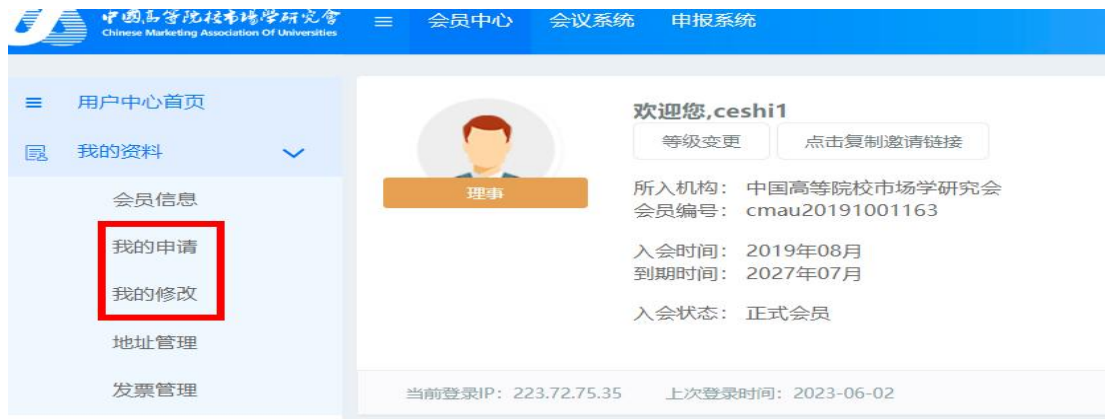 中國高等院校市場學研究會
Chinese Marketing Association Of Universities
会员中心 会议系统 申报系统
用户中心首页
我的资料
会员信息
我的申请
我的修改
地址管理
发票管理
欢迎您,ceshi1
等级变更 点击复制邀请链接
理事
所入机构： 中国高等院校市场学研究会
会员编号： cmau20191001163
入会时间： 2019年08月
到期时间： 2027年07月
入会状态： 正式会员
当前登录IP：223.72.75.35 上次登录时间：2023-06-02